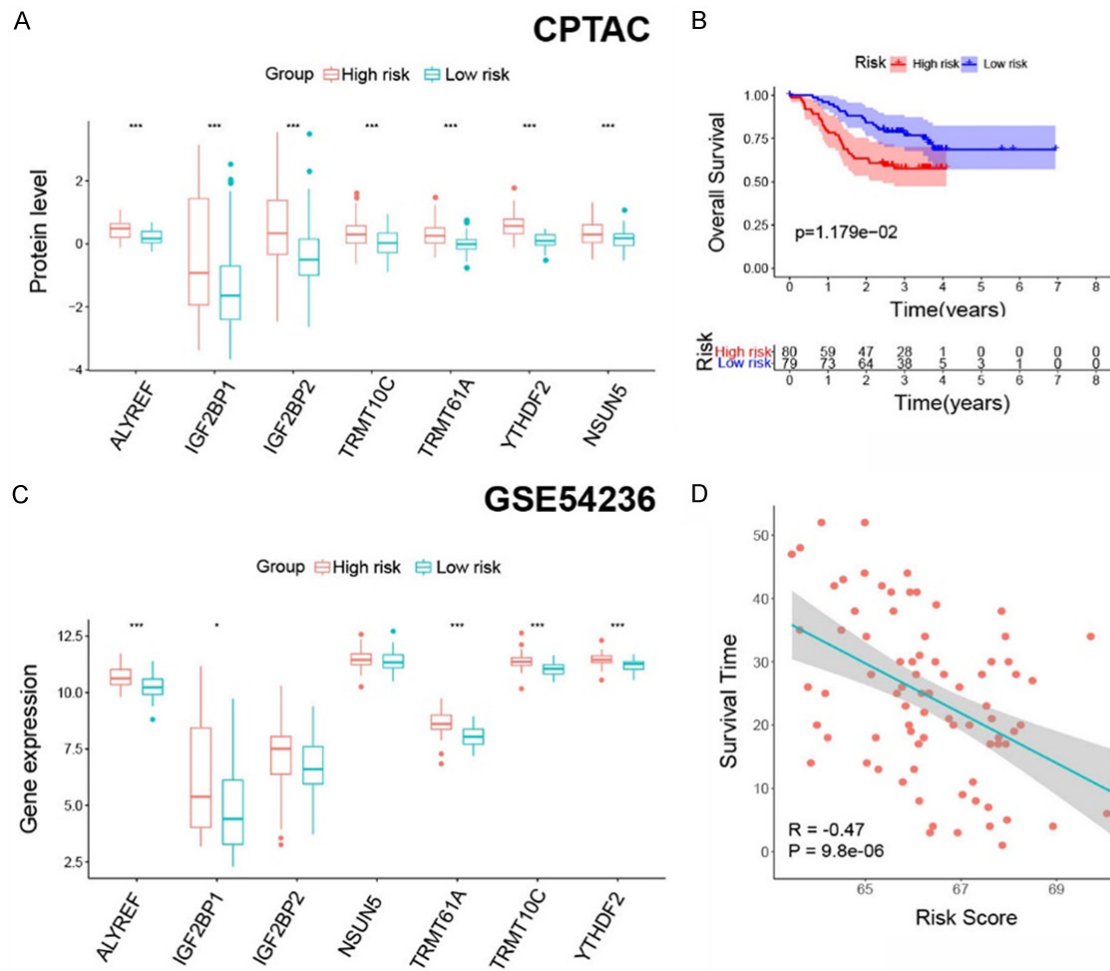 A
CPTAC
Group High risk Low risk
*** *** *** *** *** *** ***
Protein level
2
0
−2
−4
ALYREF
IGF2BP1
IGF2BP2
TRMT10C
TRMT61A
YTHDF2
NSUN5
B
Risk High risk Low risk
Overall Survival
1.00
0.75
0.50
0.25
0.00
p=1.179e−02
0 1 2 3 4 5 6 7 8
Time(years)
Risk
High risk 80 59 47 28 1 0 0 0 0
Low risk 79 73 64 38 5 3 1 0 0
0 1 2 3 4 5 6 7 8
Time(years)
C
GSE54236
Group High risk Low risk
*** * *** *** ***
Gene expression
12.5
10.0
7.5
5.0
2.5
ALYREF
IGF2BP1
IGF2BP2
NSUN5
TRMT61A
TRMT10C
YTHDF2
D
Survival Time
50
40
30
20
10
0
R = -0.47
P = 9.8e-06
65 67 69
Risk Score